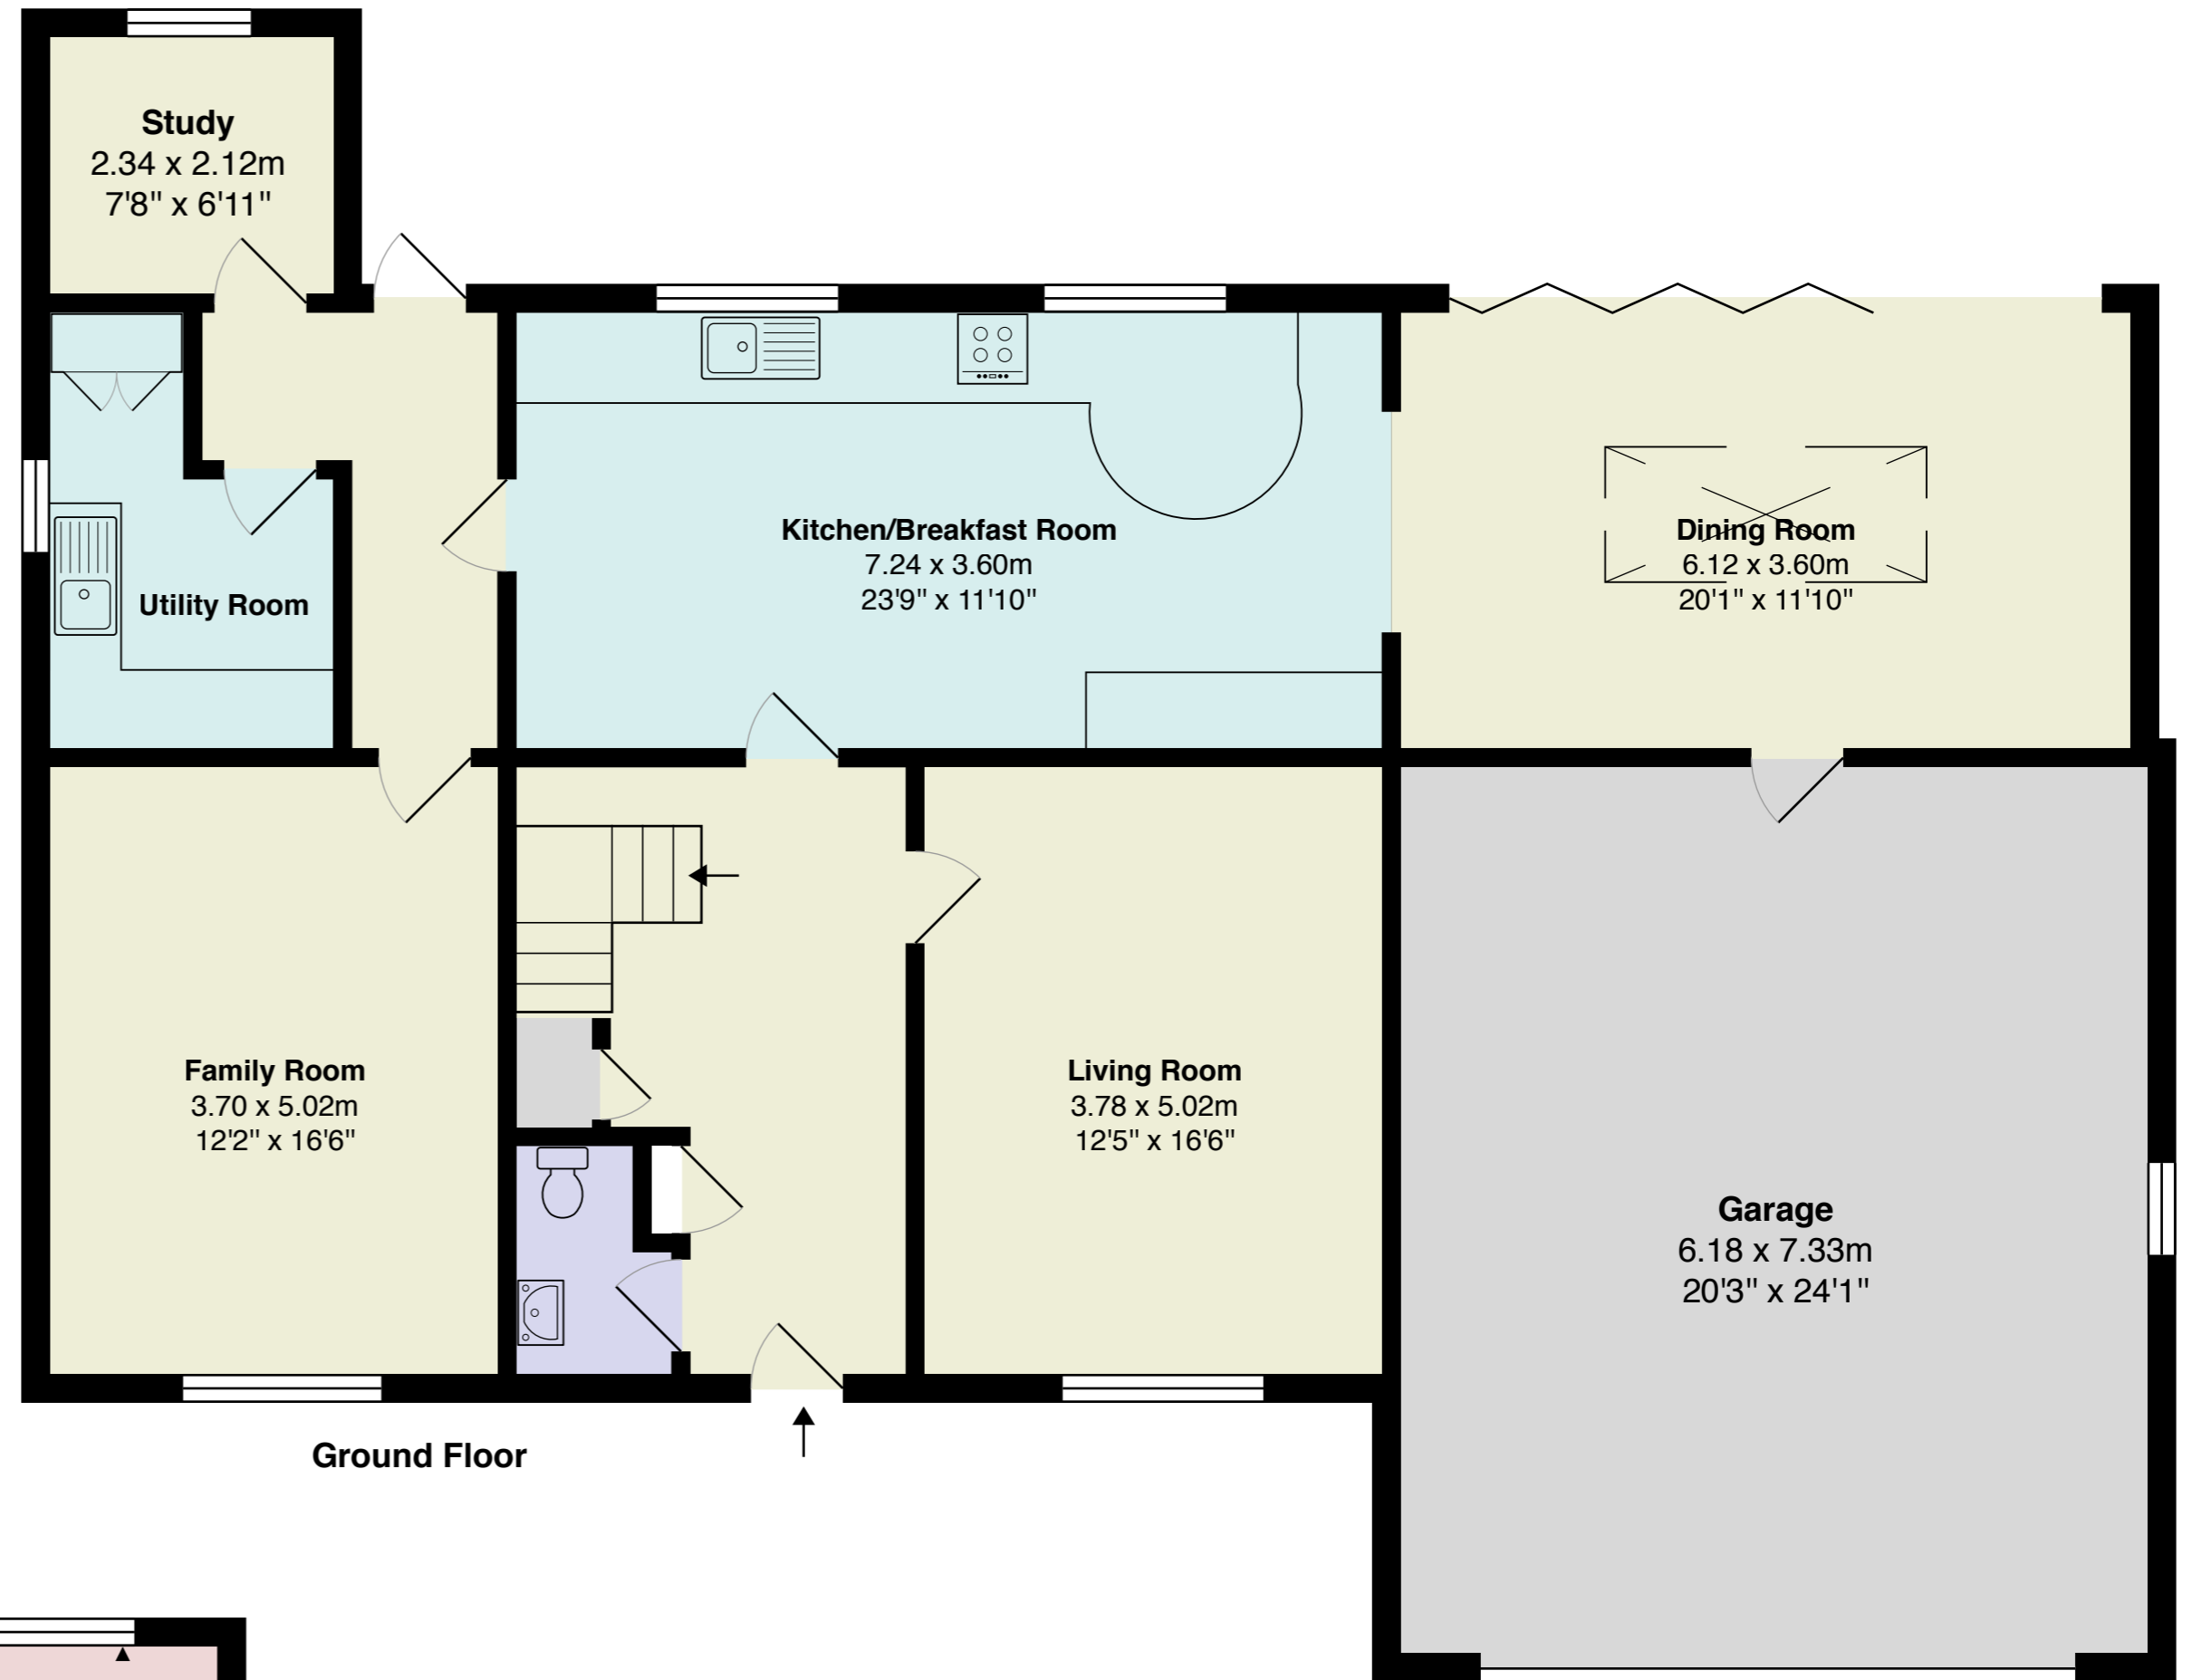 Study
2.34 x 2.12m
7'8" x 6'11"
Kitchen/Breakfast Room
7.24 x 3.60m
23'9" x 11'10"
Dining Room
6.12 x 3.60m
20'1" x 11'10"
Utility Room
Family Room
3.70 x 5.02m
12'2" x 16'6"
Living Room
3.78 x 5.02m
12'5" x 16'6"
Garage
6.18 x 7.33m
20'3" x 24'1"
Ground Floor